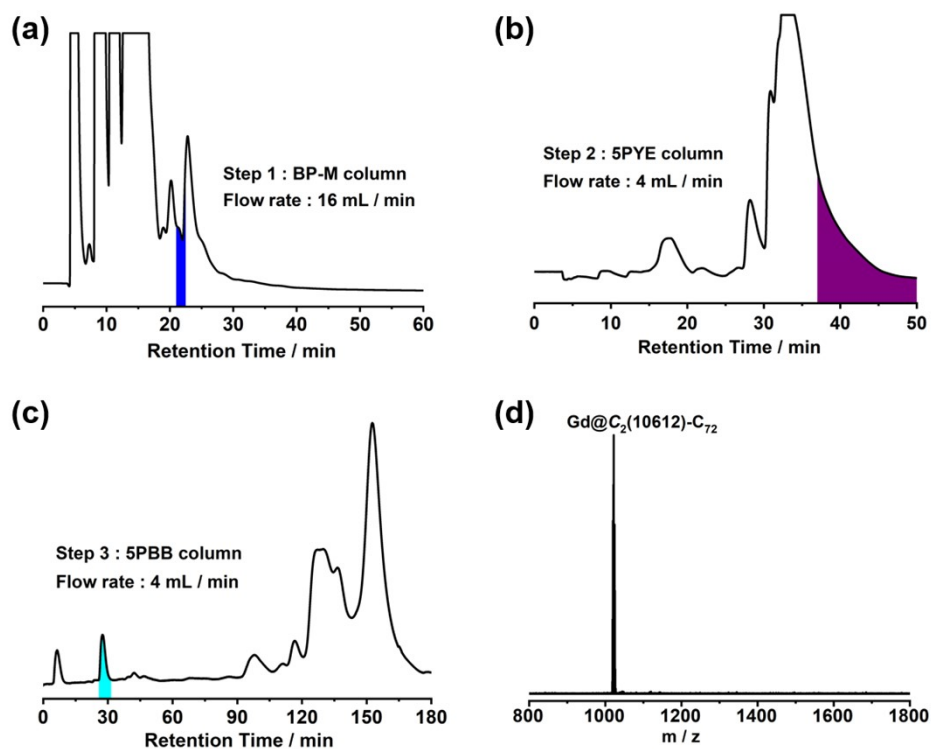 (a)
Step 1 : BP-M column
Flow rate : 16 mL / min
0 10 20 30 40 50 60
Retention Time / min
(b)
Step 2 : 5PYE column
Flow rate : 4 mL / min
0 10 20 30 40 50
Retention Time / min
(c)
Step 3 : 5PBB column
Flow rate : 4 mL / min
0 30 60 90 120 150 180
Retention Time / min
(d)
Gd@C2(10612)-C72
800 1000 1200 1400 1600 1800
m / z